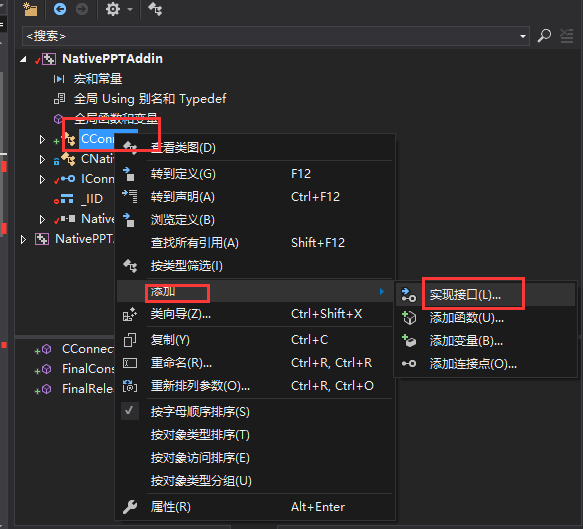 <搜索>
NativePPTAddin
宏和常量
全局 Using 别名和 Typedef
全局函数和变量
CConn
CNativ
IConn
_IID
Native
NativePPTA
查看类图(D)
转到定义(G) F12
转到声明(A) Ctrl+F12
浏览定义(B)
查找所有引用(A) Shift+F12
按类型筛选(I)
添加
类向导(Z)... Ctrl+Shift+X
复制(Y) Ctrl+C
重命名(R)... Ctrl+R, Ctrl+R
重新排列参数(O)... Ctrl+R, Ctrl+O
按字母顺序排序(S)
按对象类型排序(T)
按对象访问排序(E)
按对象类型分组(U)
属性(R) Alt+Enter
实现接口(L)...
添加函数(U)...
添加变量(B)...
添加连接点(O)...
CConnect
FinalCons
FinalRele